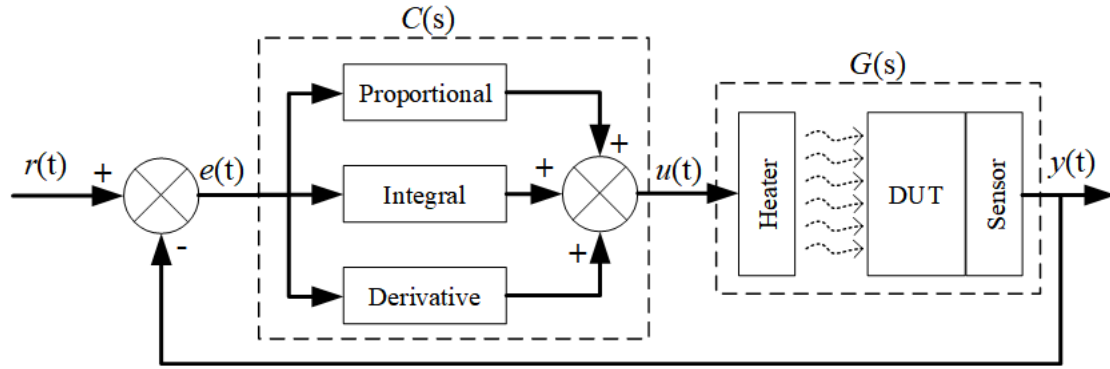 C(s)
G(s)
Proportional
+
r(t)
+
e(t)
Integral
+
u(t)
Heater
DUT
Sensor
y(t)
-
+
Derivative